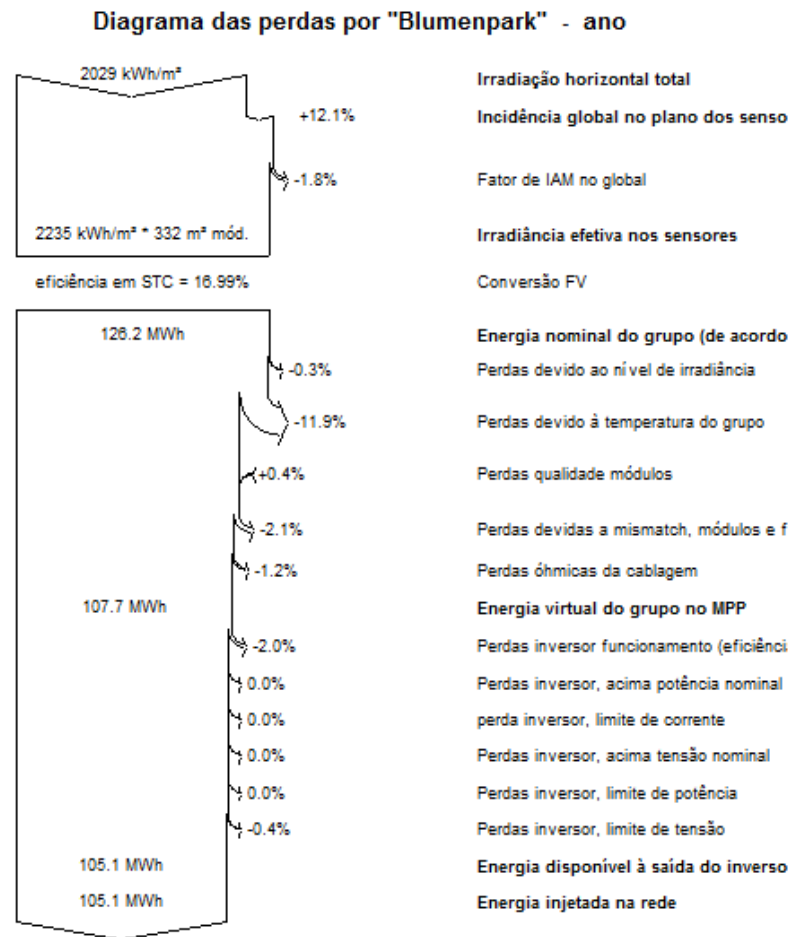 Diagrama das perdas por "Blumenpark" - ano
2029 kWh/m² Irradiação horizontal total
+12.1% Incidência global no plano dos senso
-1.8% Fator de IAM no global
2235 kWh/m² * 332 m² mód. Irradiância efetiva nos sensores
eficiência em STC = 16.99% Conversão FV
126.2 MWh Energia nominal do grupo (de acordo
-0.3% Perdas devido ao nível de irradiância
-11.9% Perdas devido à temperatura do grupo
+0.4% Perdas qualidade módulos
-2.1% Perdas devidas a mismatch, módulos e f
-1.2% Perdas óhmicas da cablagem
107.7 MWh Energia virtual do grupo no MPP
-2.0% Perdas inversor funcionamento (eficiênci
0.0% Perdas inversor, acima potência nominal
0.0% perda inversor, limite de corrente
0.0% Perdas inversor, acima tensão nominal
0.0% Perdas inversor, limite de potência
-0.4% Perdas inversor, limite de tensão
105.1 MWh Energia disponível à saída do inverso
105.1 MWh Energia injetada na rede